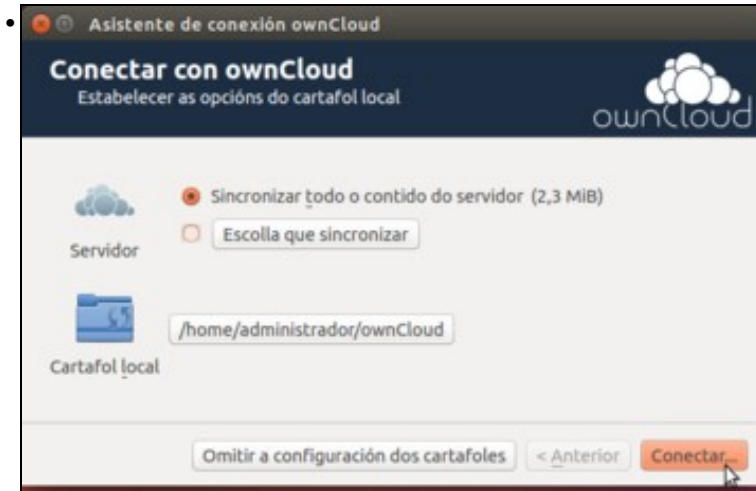 Asistente de conexión ownCloud
Conectar con ownCloud
Estabelecer as opcións do cartafol local
ownCloud
Sincronizar todo o contido do servidor (2,3 MiB)
Escolla que sincronizar
Servidor
/home/administrador/ownCloud
Cartafol local
Omitir a configuración dos cartafoles < Anterior Conectar...